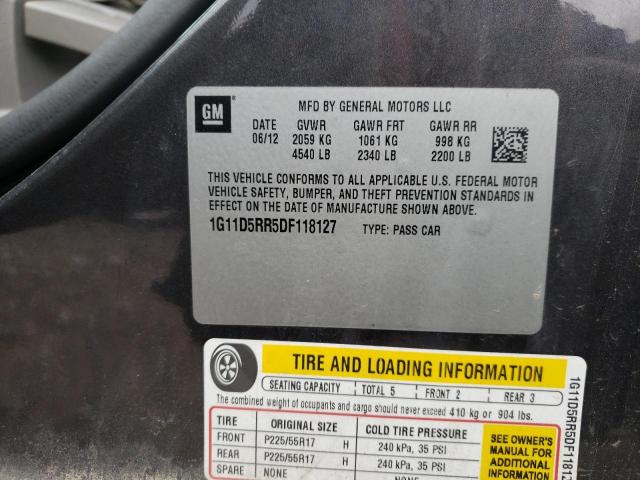 GM
MFD BY GENERAL MOTORS LLC
DATE GVWR GAWR FRT GAWR RR
06/12 2059 KG 1061 KG 998 KG
4540 LB 2340 LB 2200 LB
THIS VEHICLE CONFORMS TO ALL APPLICABLE U.S. FEDERAL MOTOR
VEHICLE SAFETY, BUMPER, AND THEFT PREVENTION STANDARDS IN
EFFECT ON THE DATE OF MANUFACTURE SHOWN ABOVE.
1G11D5RR5DF118127 TYPE: PASS CAR
TIRE AND LOADING INFORMATION
SEATING CAPACITY TOTAL 5 FRONT 2 REAR 3
The combined weight of occupants and cargo should never exceed 410 kg or 904 lbs.
TIRE ORIGINAL SIZE COLD TIRE PRESSURE
FRONT P225/55R17 H 240 kPa, 35 PSI
REAR P225/55R17 H 240 kPa, 35 PSI
SPARE NONE NONE
SEE OWNER'S
MANUAL FOR
ADDITIONAL
INFORMATION
1G11D5RR5DF118127